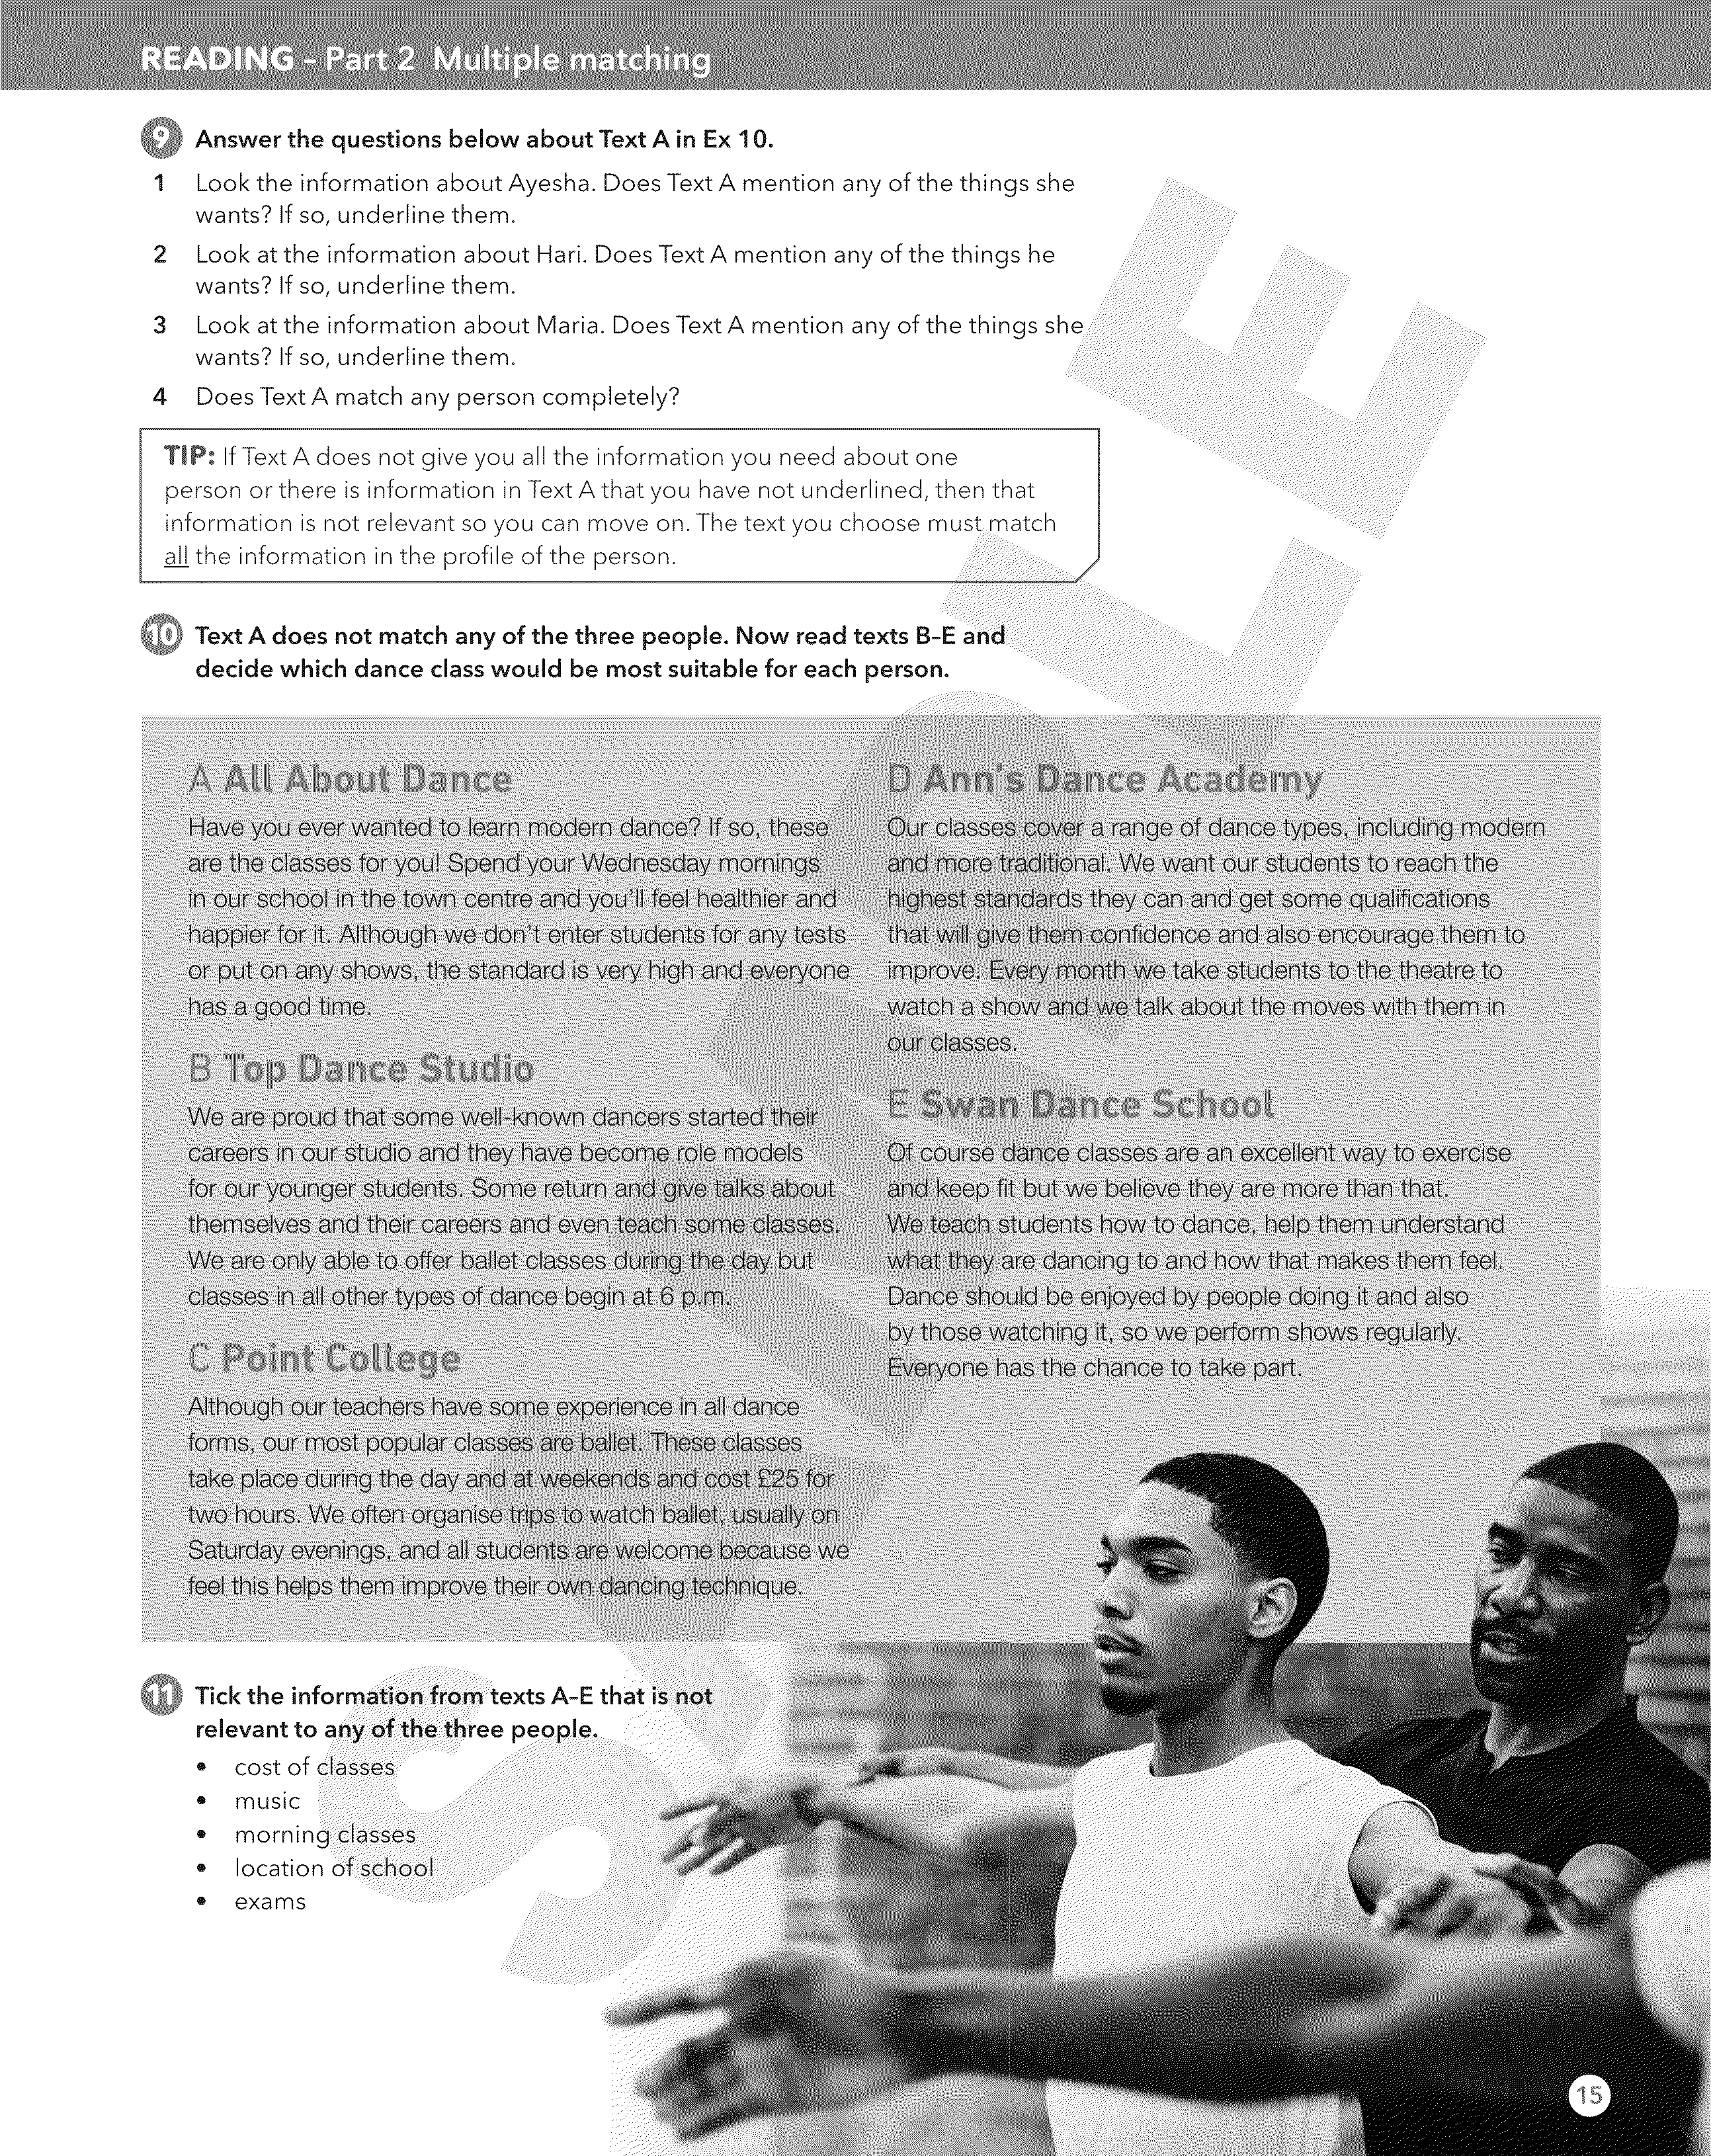 READING – Part 2 Multiple matching
9 Answer the questions below about Text A in Ex 10.
1 Look the information about Ayesha. Does Text A mention any of the things she
wants? If so, underline them.
2 Look at the information about Hari. Does Text A mention any of the things he
wants? If so, underline them.
3 Look at the information about Maria. Does Text A mention any of the things she
wants? If so, underline them.
4 Does Text A match any person completely?
TIP: If Text A does not give you all the information you need about one
person or there is information in Text A that you have not underlined, then that
information is not relevant so you can move on. The text you choose must match
all the information in the profile of the person.
10 Text A does not match any of the three people. Now read texts B–E and
decide which dance class would be most suitable for each person.
A All About Dance
Have you ever wanted to learn modern dance? If so, these
are the classes for you! Spend your Wednesday mornings
in our school in the town centre and you'll feel healthier and
happier for it. Although we don't enter students for any tests
or put on any shows, the standard is very high and everyone
has a good time.
B Top Dance Studio
We are proud that some well-known dancers started their
careers in our studio and they have become role models
for our younger students. Some return and give talks about
themselves and their careers and even teach some classes.
We are only able to offer ballet classes during the day but
classes in all other types of dance begin at 6 p.m.
C Point College
Although our teachers have some experience in all dance
forms, our most popular classes are ballet. These classes
take place during the day and at weekends and cost £25 for
two hours. We often organise trips to watch ballet, usually on
Saturday evenings, and all students are welcome because we
feel this helps them improve their own dancing technique.
D Ann's Dance Academy
Our classes cover a range of dance types, including modern
and more traditional. We want our students to reach the
highest standards they can and get some qualifications
that will give them confidence and also encourage them to
improve. Every month we take students to the theatre to
watch a show and we talk about the moves with them in
our classes.
E Swan Dance School
Of course dance classes are an excellent way to exercise
and keep fit but we believe they are more than that.
We teach students how to dance, help them understand
what they are dancing to and how that makes them feel.
Dance should be enjoyed by people doing it and also
by those watching it, so we perform shows regularly.
Everyone has the chance to take part.
11 Tick the information from texts A–E that is not
relevant to any of the three people.
• cost of classes
• music
• morning classes
• location of school
• exams
SAMPLE
15